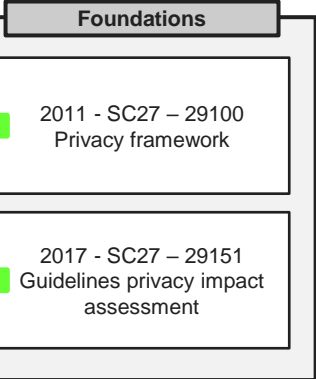 Foundations
2011 - SC27 – 29100
Privacy framework
2017 - SC27 – 29151
Guidelines privacy impact
assessment